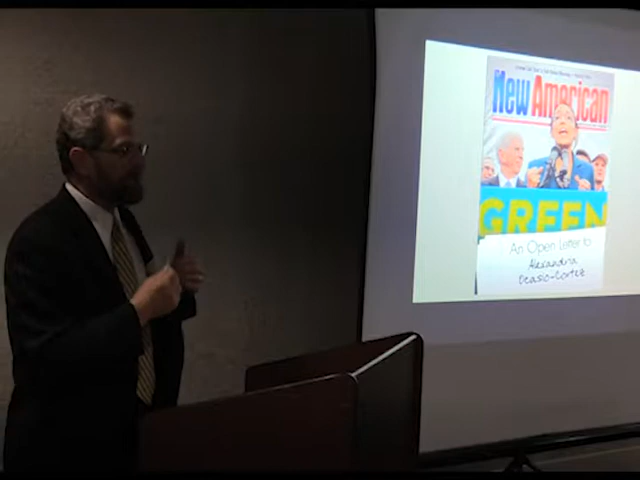 New American
GREEN
An Open Letter to
Alexandria
Ocasio-Cortez